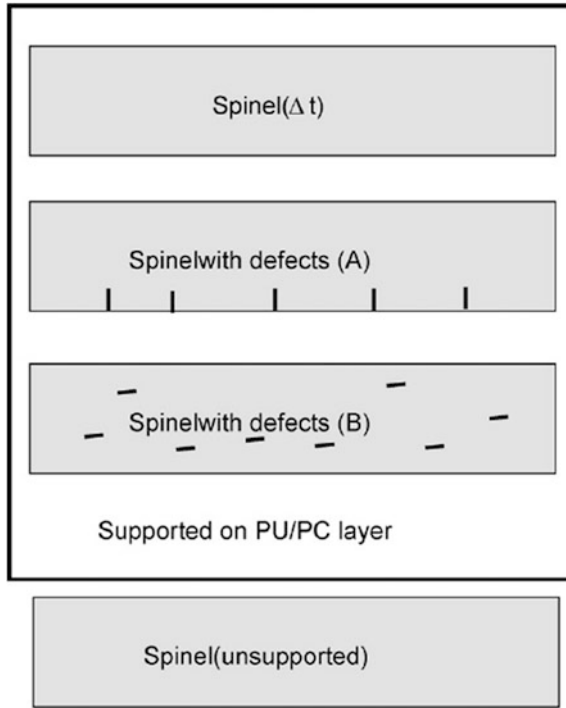 Spinel(Δ t)
Spinelwith defects (A)
Spinelwith defects (B)
Supported on PU/PC layer
Spinel(unsupported)